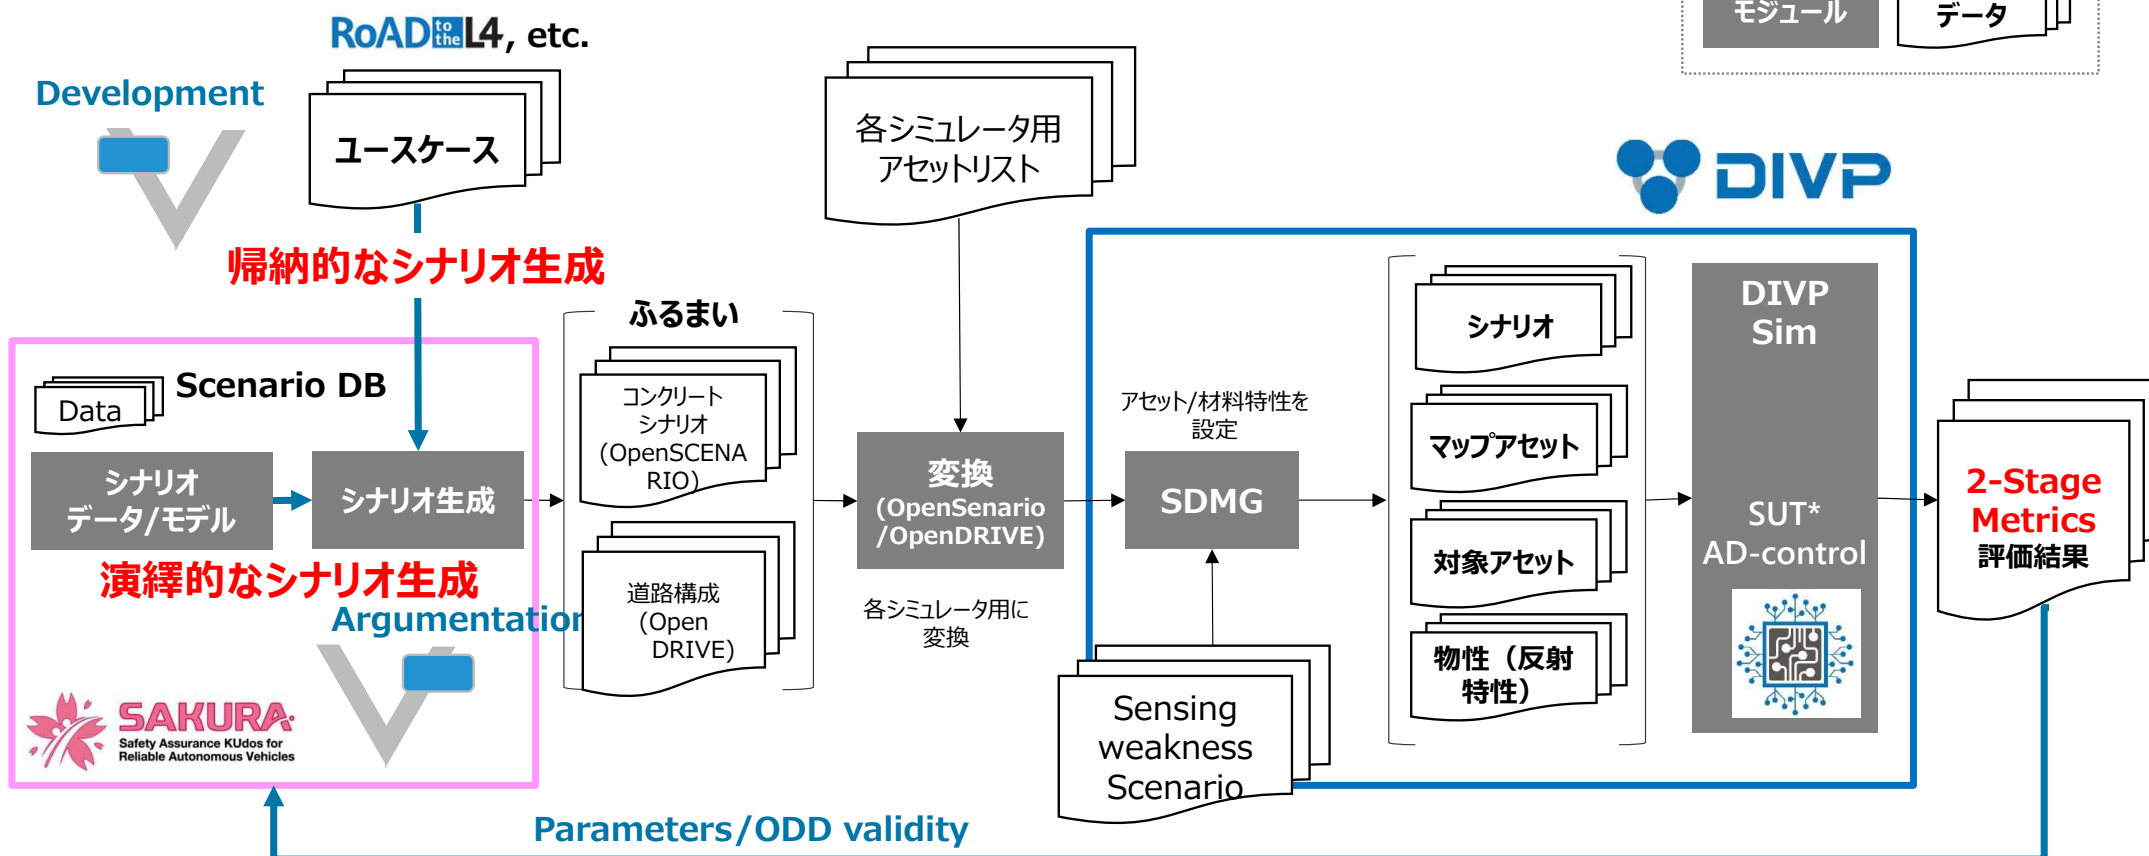 RoAD to the L4, etc.
モジュール
データ
Development
ユースケース
各シミュレータ用
アセットリスト
DIVP
帰納的なシナリオ生成
ふるまい
Scenario DB
Data
シナリオ
データ/モデル
シナリオ生成
演繹的なシナリオ生成
Argumentation
SAKURA
Safety Assurance KUdos for
Reliable Autonomous Vehicles
コンクリート
シナリオ
(OpenSCENA
RIO)
道路構成
(Open
DRIVE)
変換
(OpenSenario
/OpenDRIVE)
各シミュレータ用に
変換
アセット/材料特性を
設定
SDMG
Sensing
weakness
Scenario
シナリオ
マップアセット
対象アセット
物性（反射
特性）
DIVP
Sim
SUT*
AD-control
2-Stage
Metrics
評価結果
Parameters/ODD validity